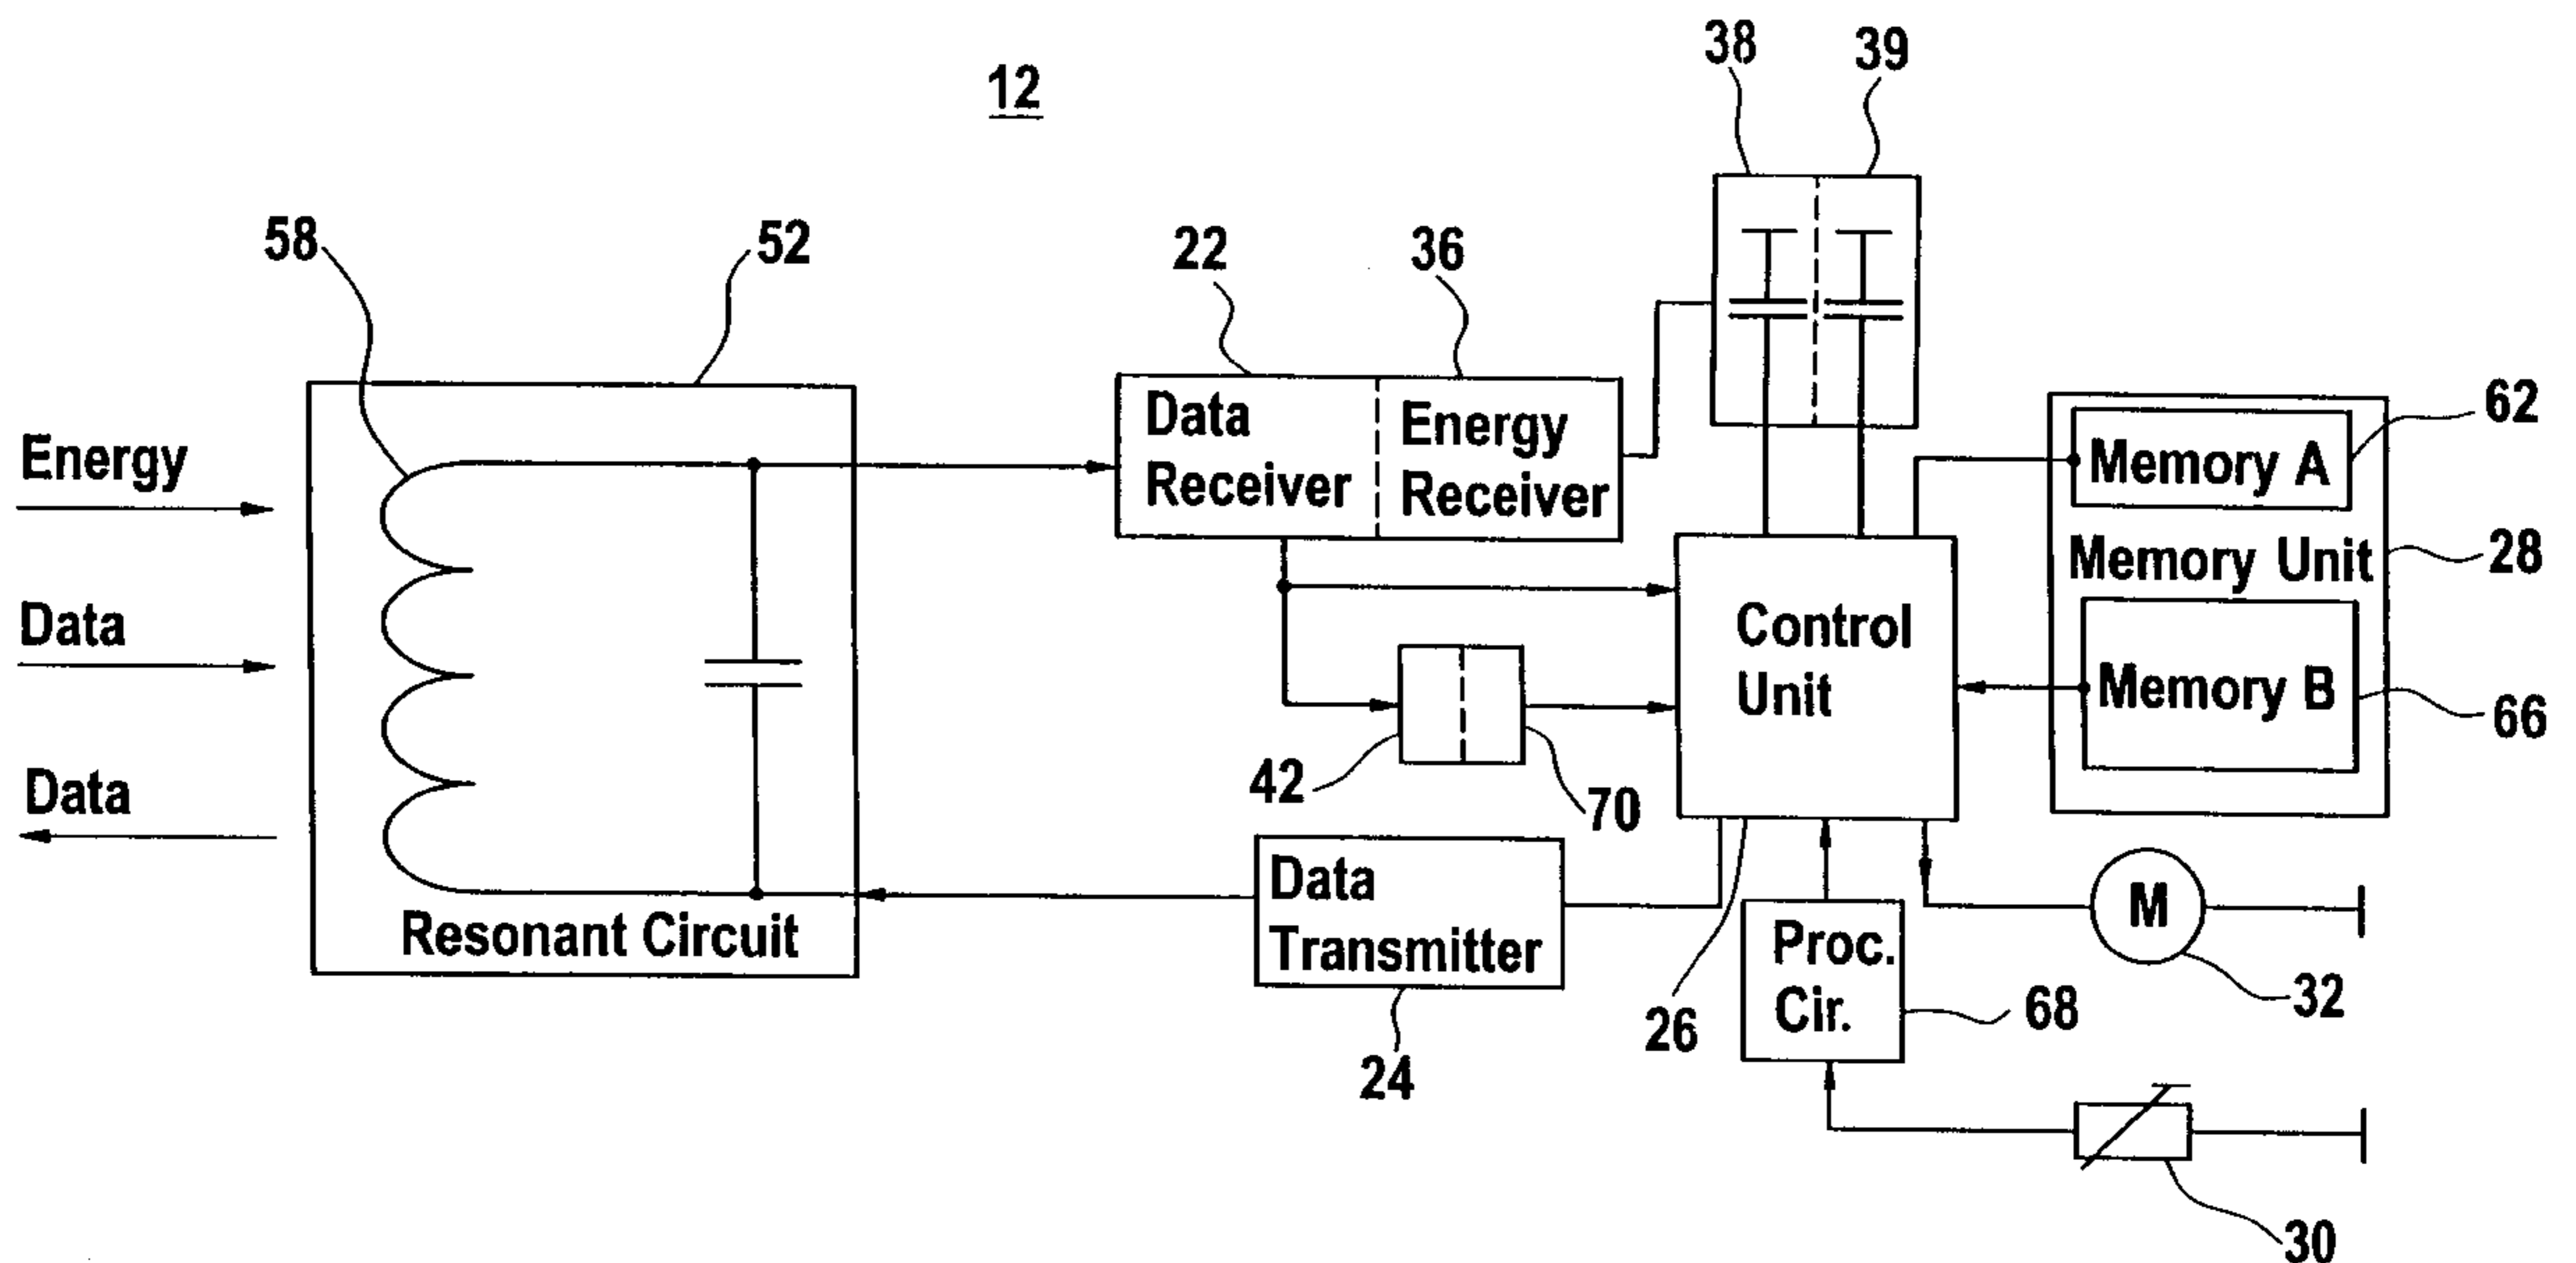 12
38
39
58
52
22
36
Energy
Data
Data
Resonant Circuit
Data
Receiver
Energy
Receiver
42
70
Data
Transmitter
24
Control
Unit
26
Memory A
62
Memory Unit
28
Memory B
66
M
32
Proc.
Cir.
68
30